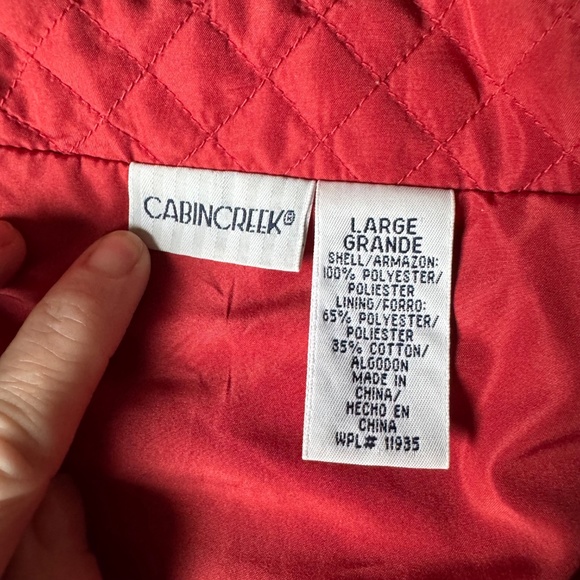 CABINCREEK®
LARGE
GRANDE
SHELL/ARMAZON:
100% POLYESTER/
POLIESTER
LINING/FORRO:
65% POLYESTER/
POLIESTER
35% COTTON/
ALGODON
MADE IN
CHINA/
HECHO EN
CHINA
WPL# 11935